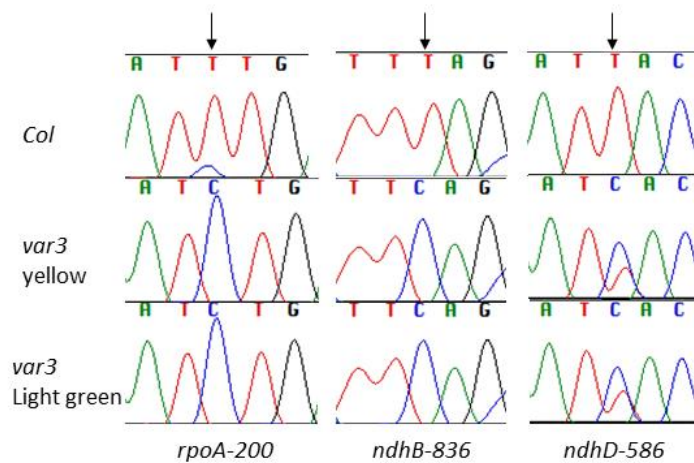 A T T T G T T T A G A T T A C
Col
A T C T G T T C A G A T C A C
var3
yellow
A T C T G T T C A G A T C A C
var3
Light green
rpoA-200 ndhB-836 ndhD-586